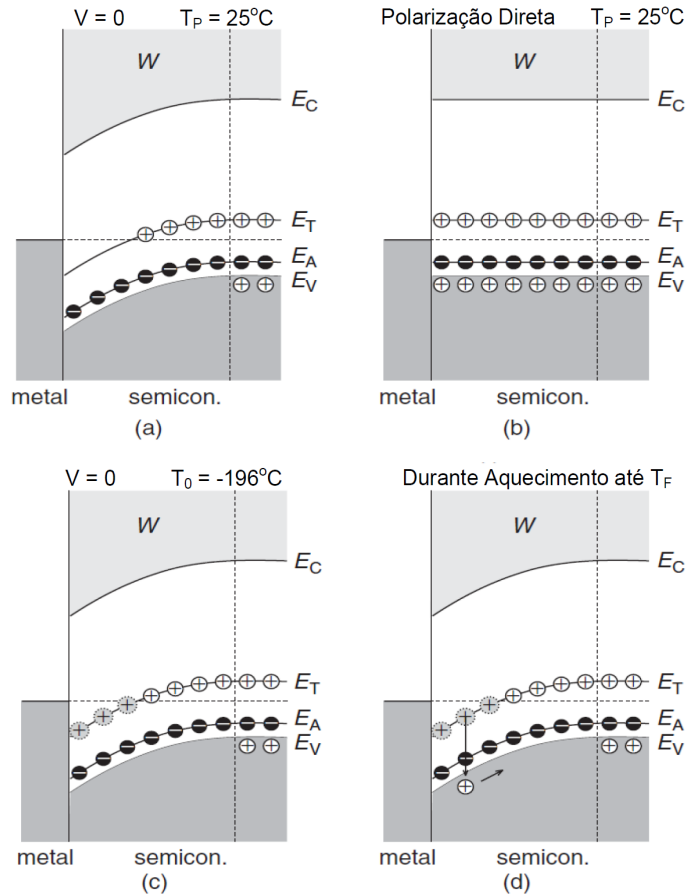 V = 0 T_P = 25°C
W
E_C
E_T
E_A
E_V
metal semicon.
(a)
Polarização Direta T_P = 25°C
W
E_C
E_T
E_A
E_V
metal semicon.
(b)
V = 0 T_0 = -196°C
W
E_C
E_T
E_A
E_V
metal semicon.
(c)
Durante Aquecimento até T_F
W
E_C
E_T
E_A
E_V
metal semicon.
(d)